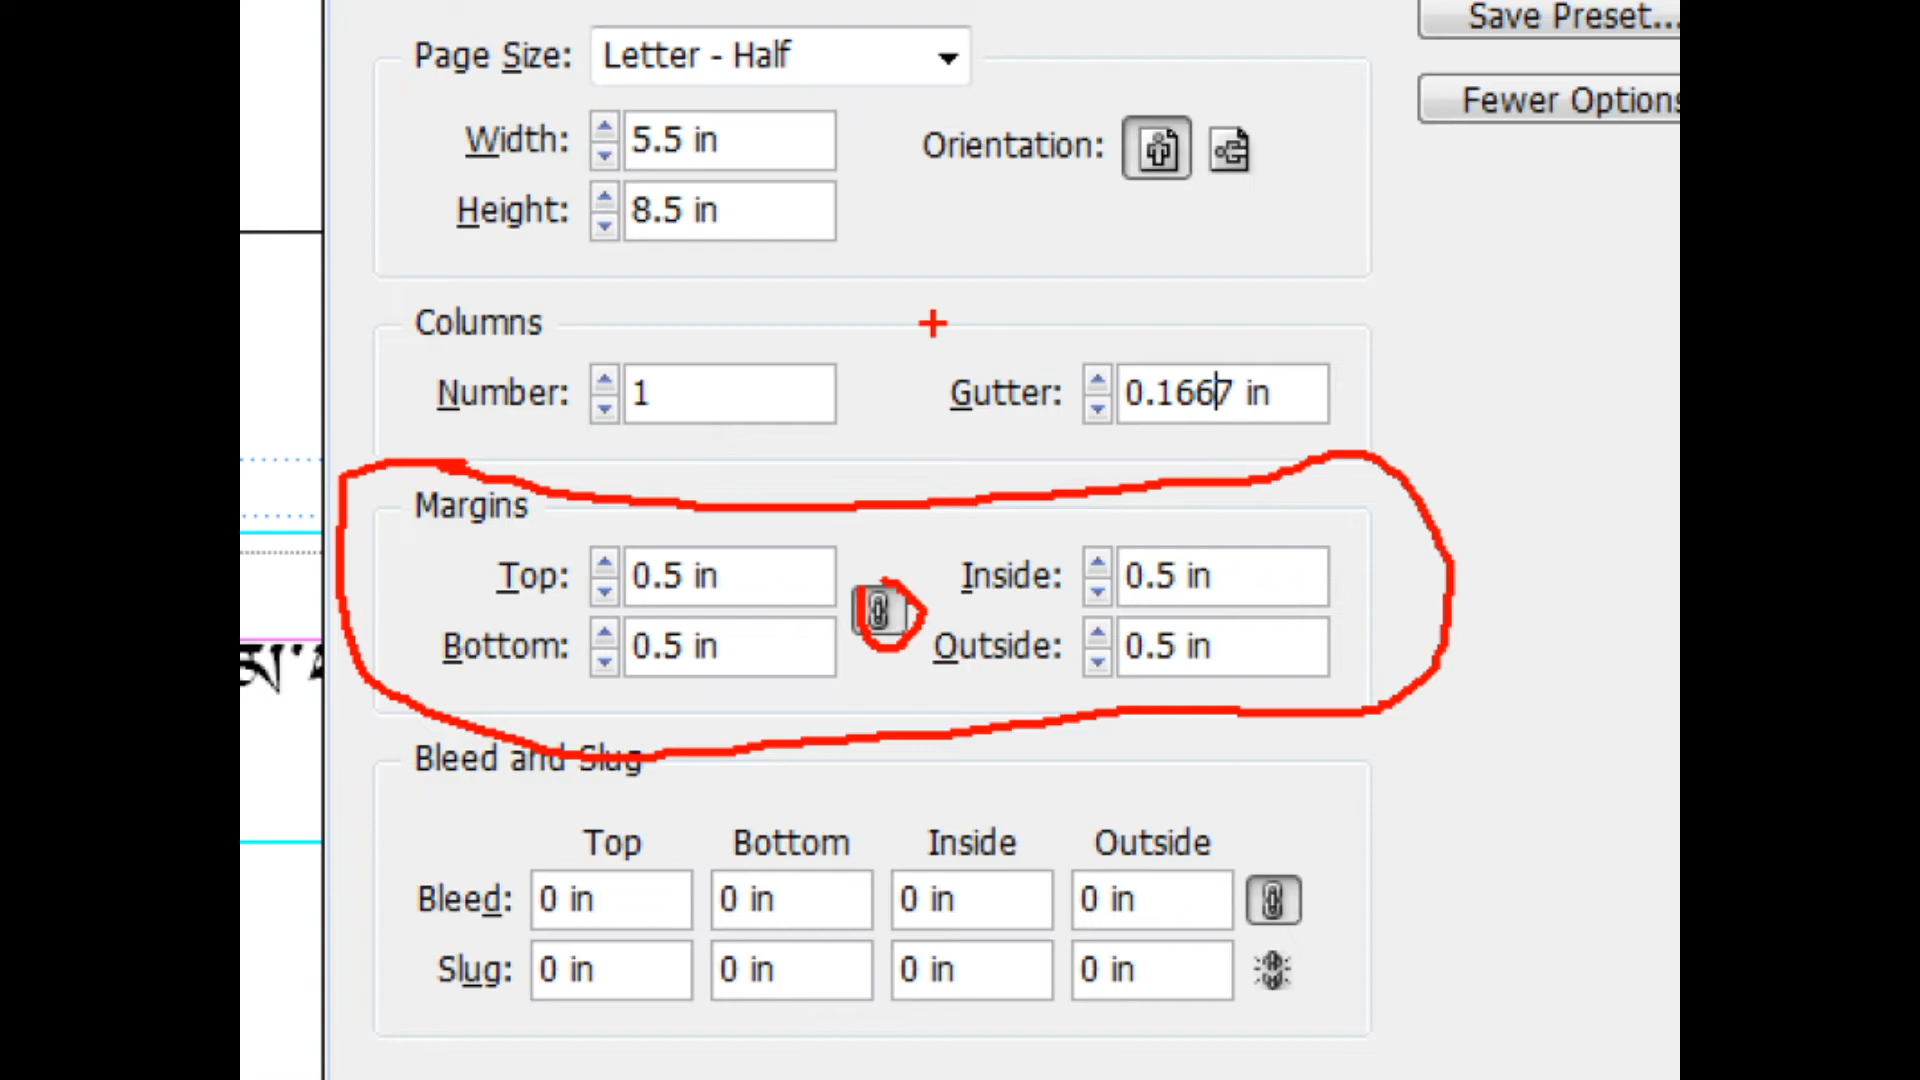 Save Preset...
Page Size: Letter - Half
Fewer Options
Width: 5.5 in Orientation:
Height: 8.5 in
Columns
Number: 1 Gutter: 0.1667 in
Margins
Top: 0.5 in Inside: 0.5 in
Bottom: 0.5 in Outside: 0.5 in
Bleed and Slug
Top Bottom Inside Outside
Bleed: 0 in 0 in 0 in 0 in
Slug: 0 in 0 in 0 in 0 in